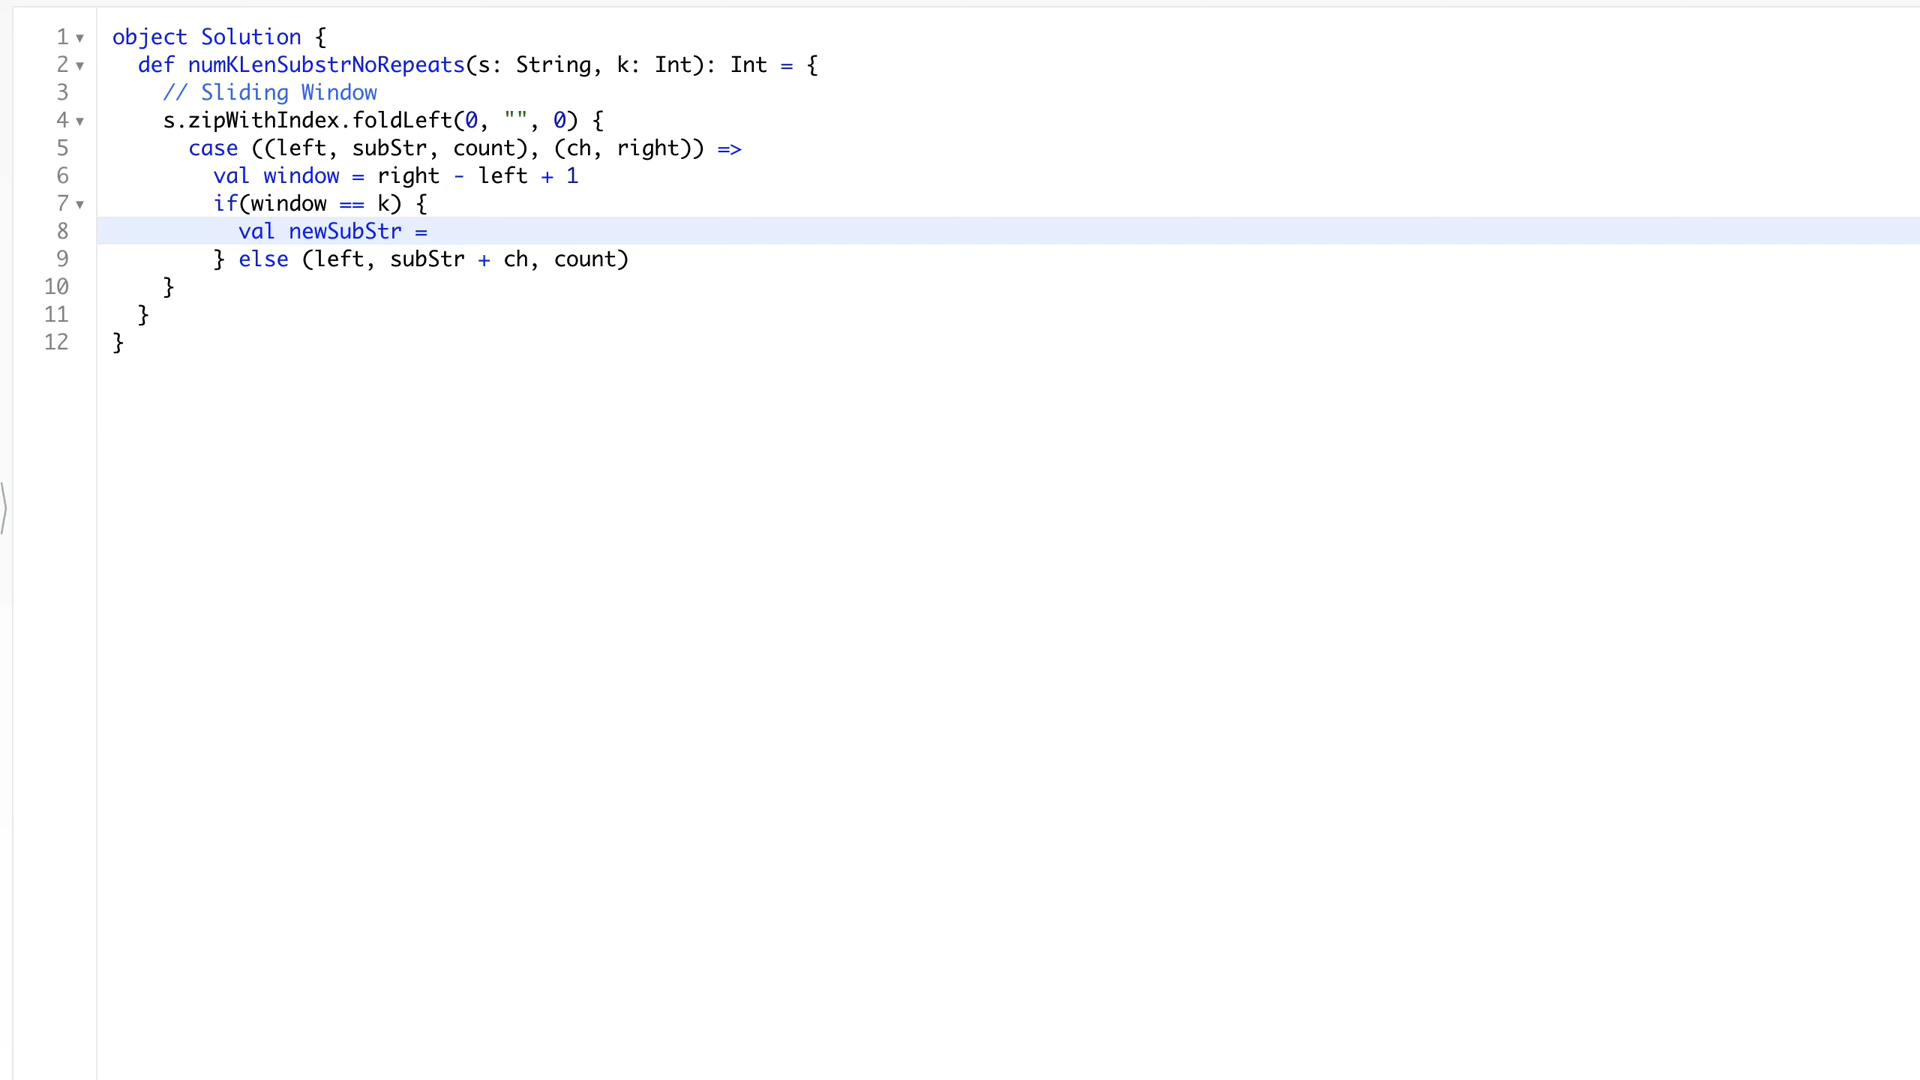 1 object Solution {
2 def numKLenSubstrNoRepeats(s: String, k: Int): Int = {
3 // Sliding Window
4 s.zipWithIndex.foldLeft(0, "", 0) {
5 case ((left, subStr, count), (ch, right)) =>
6 val window = right - left + 1
7 if(window == k) {
8 val newSubStr =
9 } else (left, subStr + ch, count)
10 }
11 }
12 }